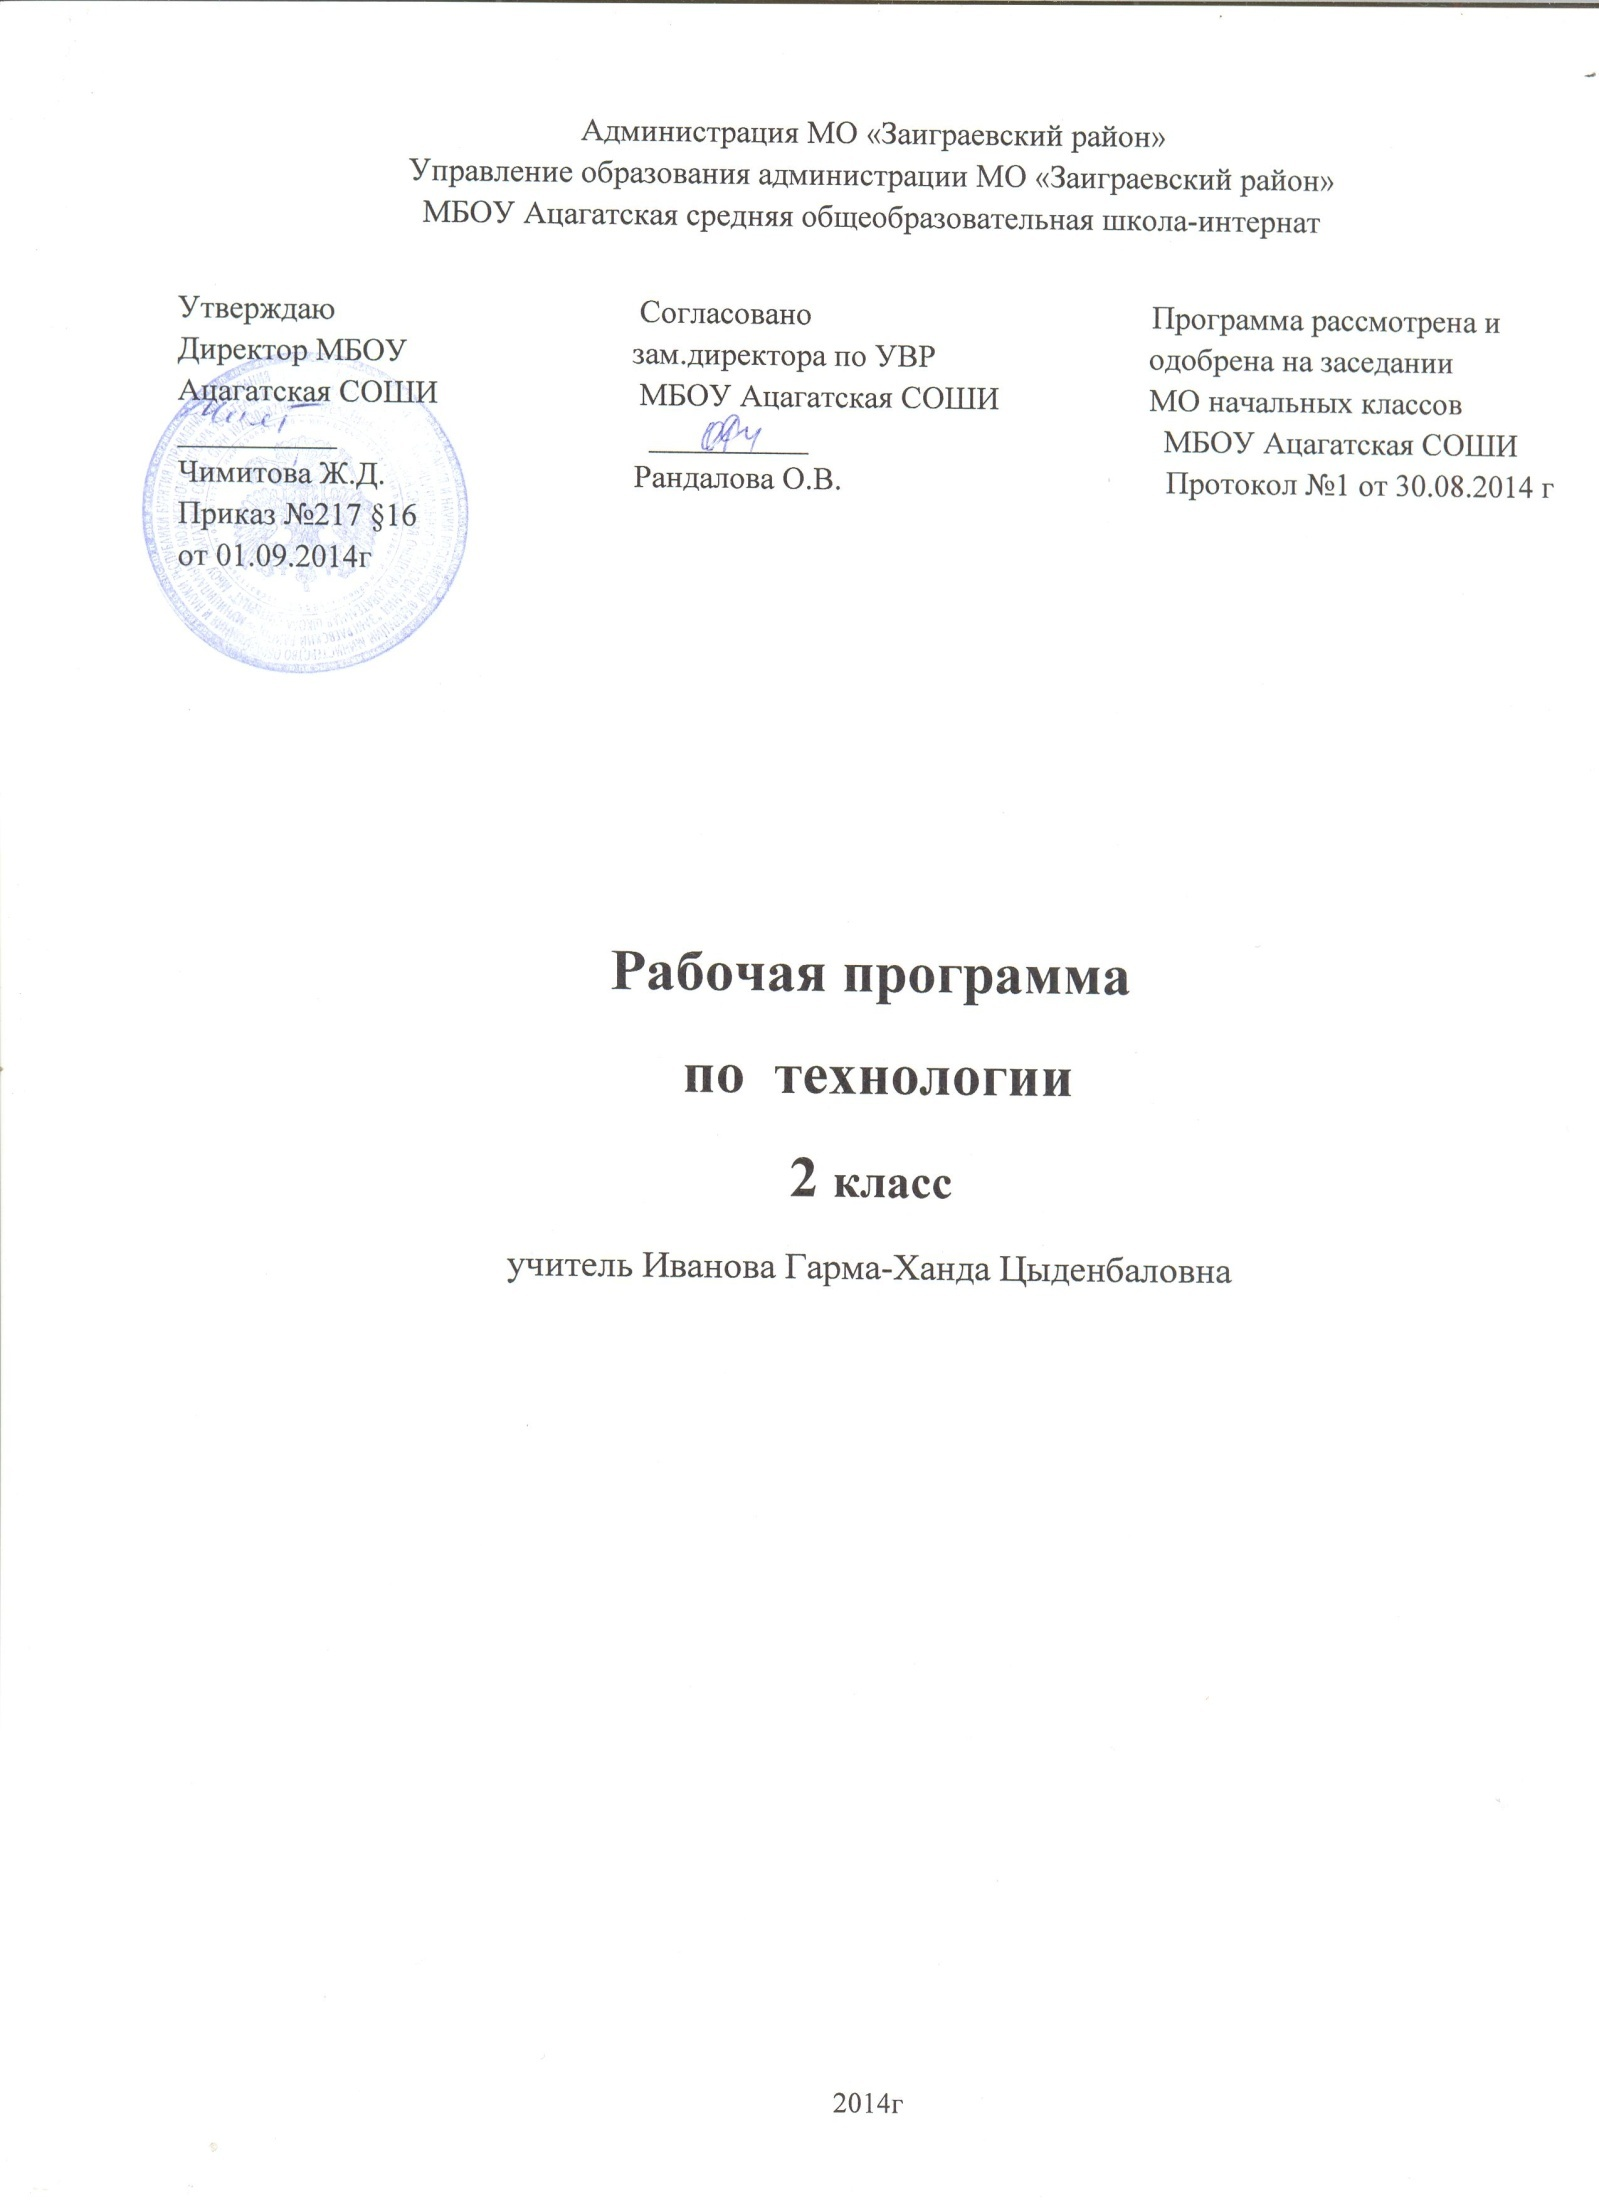 Администрация МО «Заиграевский район»
Управление образования администрации МО «Заиграевский район»
МБОУ Ацагатская средняя общеобразовательная школа-интернат
Утверждаю
Директор МБОУ
Ацагатская СОШИ
Чимитова Ж.Д.
Приказ №217 §16
от 01.09.2014г
Согласовано
зам.директора по УВР
МБОУ Ацагатская СОШИ
Рандалова О.В.
Программа рассмотрена и
одобрена на заседании
МО начальных классов
МБОУ Ацагатская СОШИ
Протокол №1 от 30.08.2014 г
Рабочая программа
по технологии
2 класс
учитель Иванова Гарма-Ханда Цыденбаловна
2014г